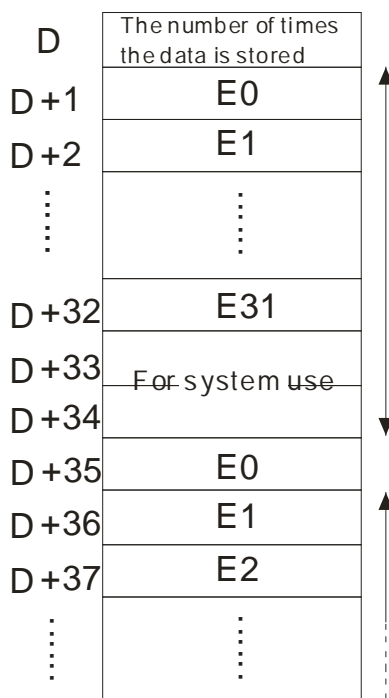 D The number of times
the data is stored
D+1 E0
D+2 E1
D+32 E31
D+33
For system use
D+34
D+35 E0
D+36 E1
D+37 E2